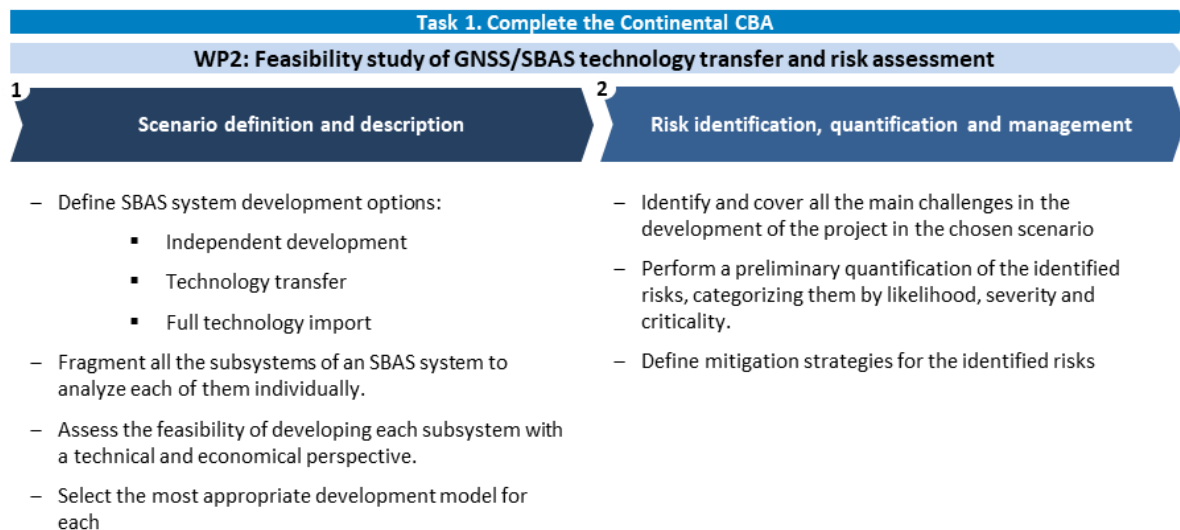 Task 1. Complete the Continental CBA
WP2: Feasibility study of GNSS/SBAS technology transfer and risk assessment
1
Scenario definition and description
– Define SBAS system development options:
▪ Independent development
▪ Technology transfer
▪ Full technology import
– Fragment all the subsystems of an SBAS system to
analyze each of them individually.
– Assess the feasibility of developing each subsystem with
a technical and economical perspective.
– Select the most appropriate development model for
each
2
Risk identification, quantification and management
– Identify and cover all the main challenges in the
development of the project in the chosen scenario
– Perform a preliminary quantification of the identified
risks, categorizing them by likelihood, severity and
criticality.
– Define mitigation strategies for the identified risks